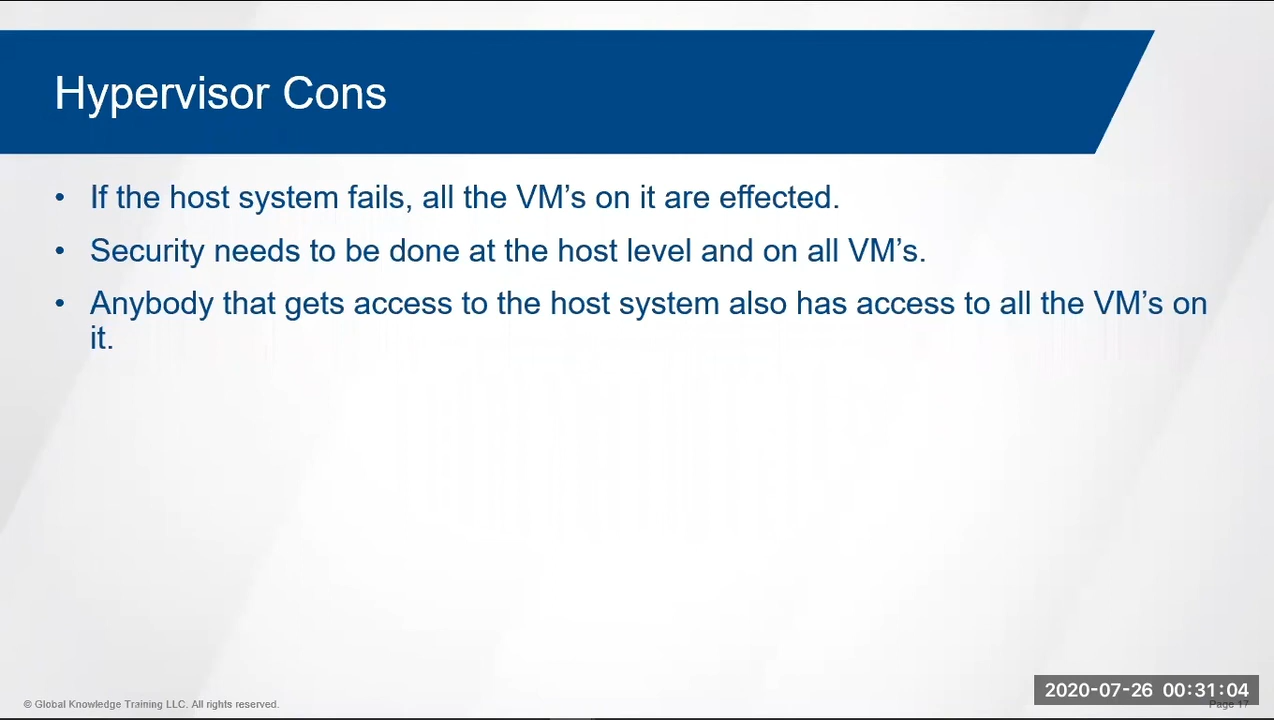 Hypervisor Cons
• If the host system fails, all the VM’s on it are effected.
• Security needs to be done at the host level and on all VM’s.
• Anybody that gets access to the host system also has access to all the VM’s on
it.
2020-07-26 00:31:04
© Global Knowledge Training LLC. All rights reserved.
Page 17